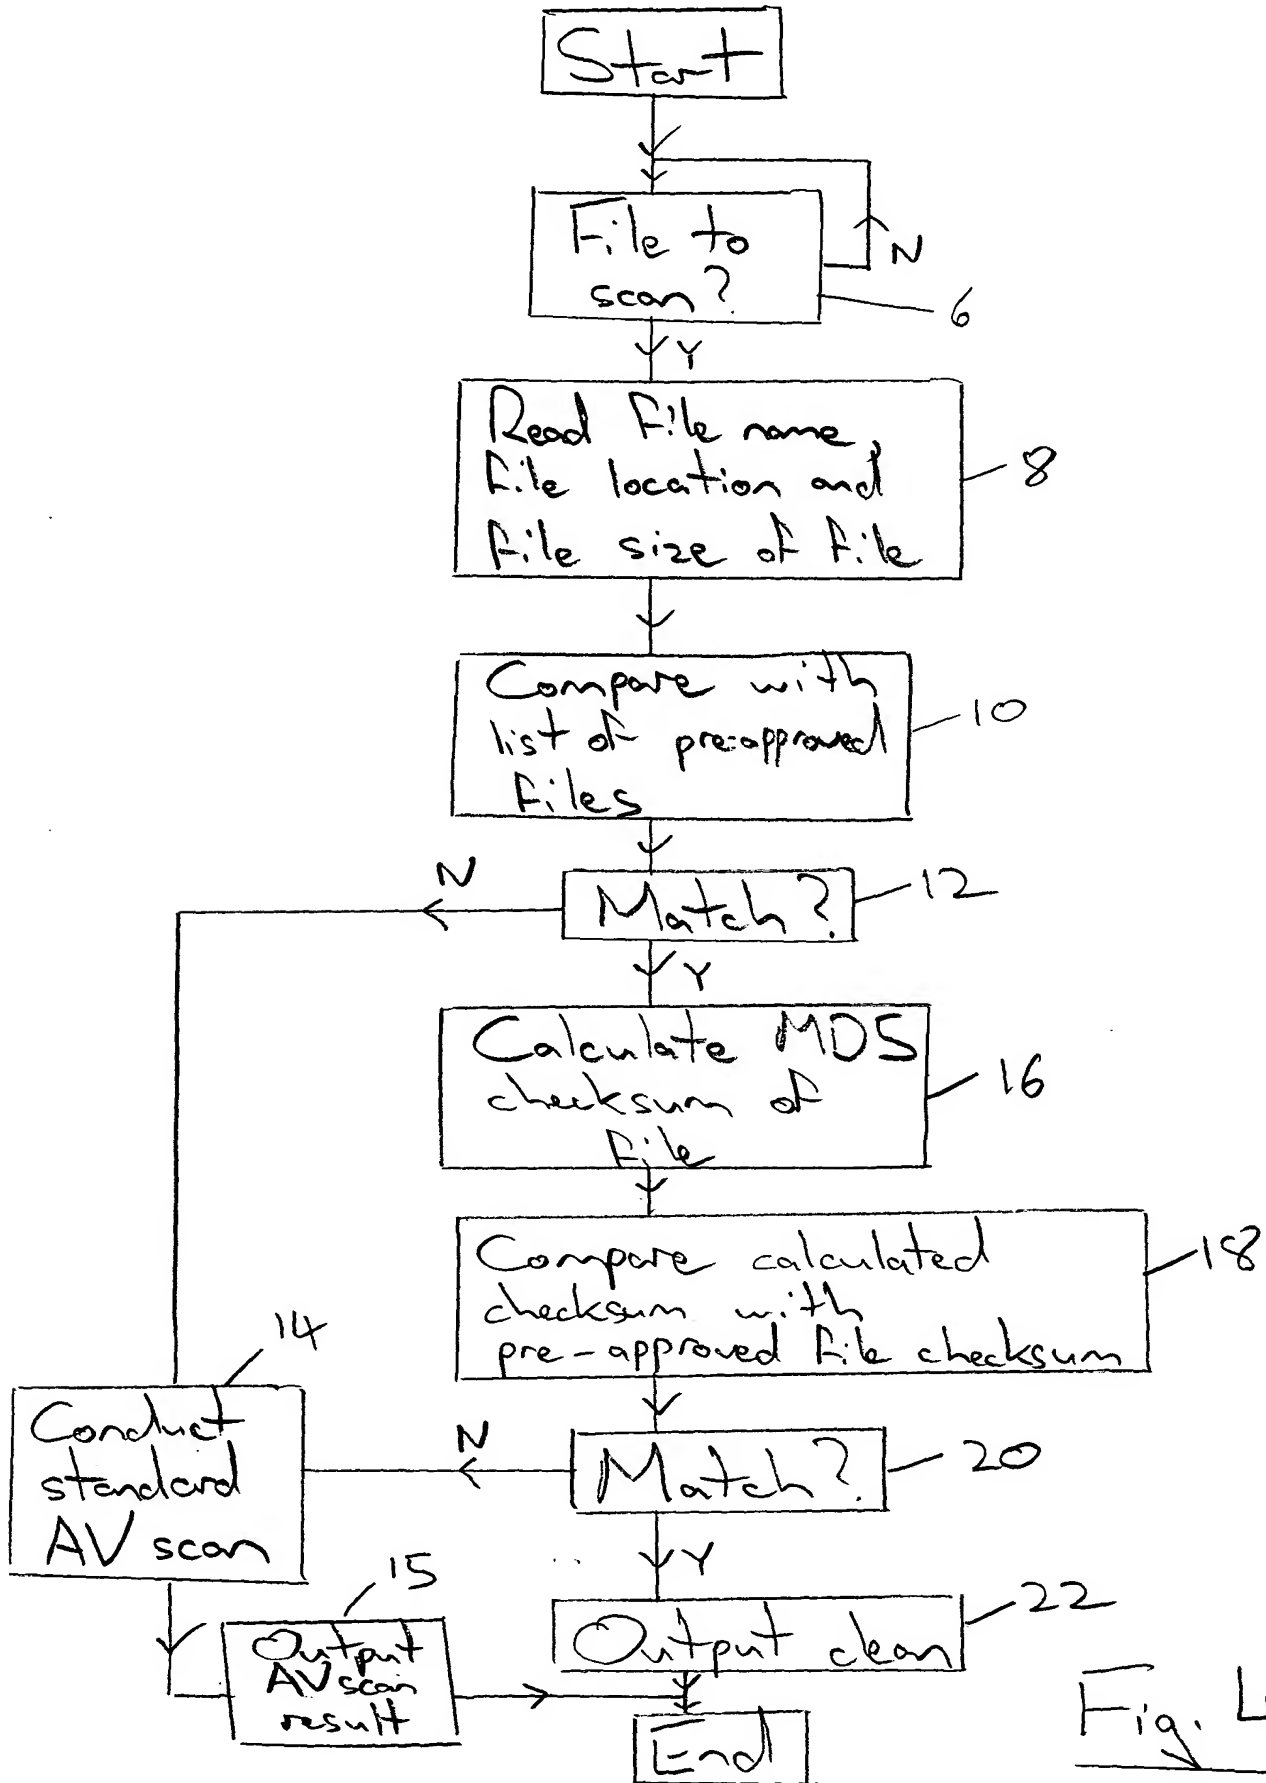 Start
File to
scan?
N
6
Y
Read File name,
File location and
File size of File
8
Compare with
list of pre-approved
Files
10
N
Match?
12
Y
Calculate MD5
checksum of
File
16
Compare calculated
checksum with
pre-approved File checksum
18
14
Conduct
standard
AV scan
N
Match?
20
Y
15
Output
AV scan
result
Output clean
22
End
Fig.